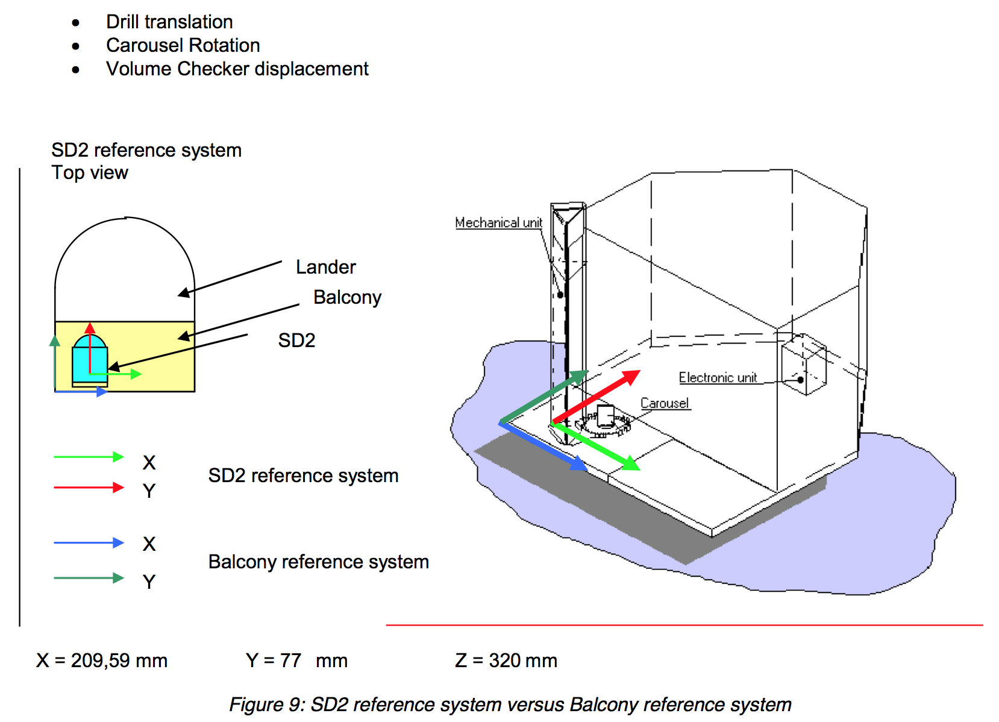 • Drill translation
• Carousel Rotation
• Volume Checker displacement
SD2 reference system
Top view
Lander
Balcony
SD2
X
Y
SD2 reference system
X
Y
Balcony reference system
Mechanical unit
Electronic unit
Carousel
X = 209,59 mm Y = 77 mm Z = 320 mm
Figure 9: SD2 reference system versus Balcony reference system